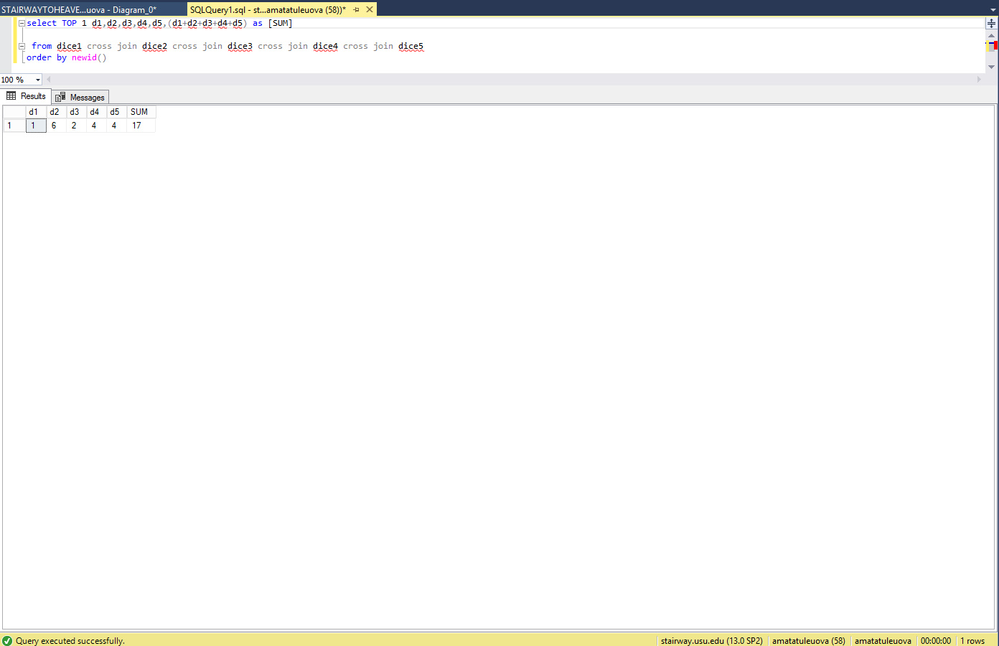 STAIRWAYTOHEAVE...uova - Diagram_0* SQLQuery1.sql - st...amatatuleuova (58))*
select TOP 1 d1,d2,d3,d4,d5,(d1+d2+d3+d4+d5) as [SUM]
from dice1 cross join dice2 cross join dice3 cross join dice4 cross join dice5
order by newid()
100 %
Results Messages
d1 d2 d3 d4 d5 SUM
1 1 6 2 4 4 17
Query executed successfully. stairway.usu.edu (13.0 SP2) amatatuleuova (58) amatatuleuova 00:00:00 1 rows